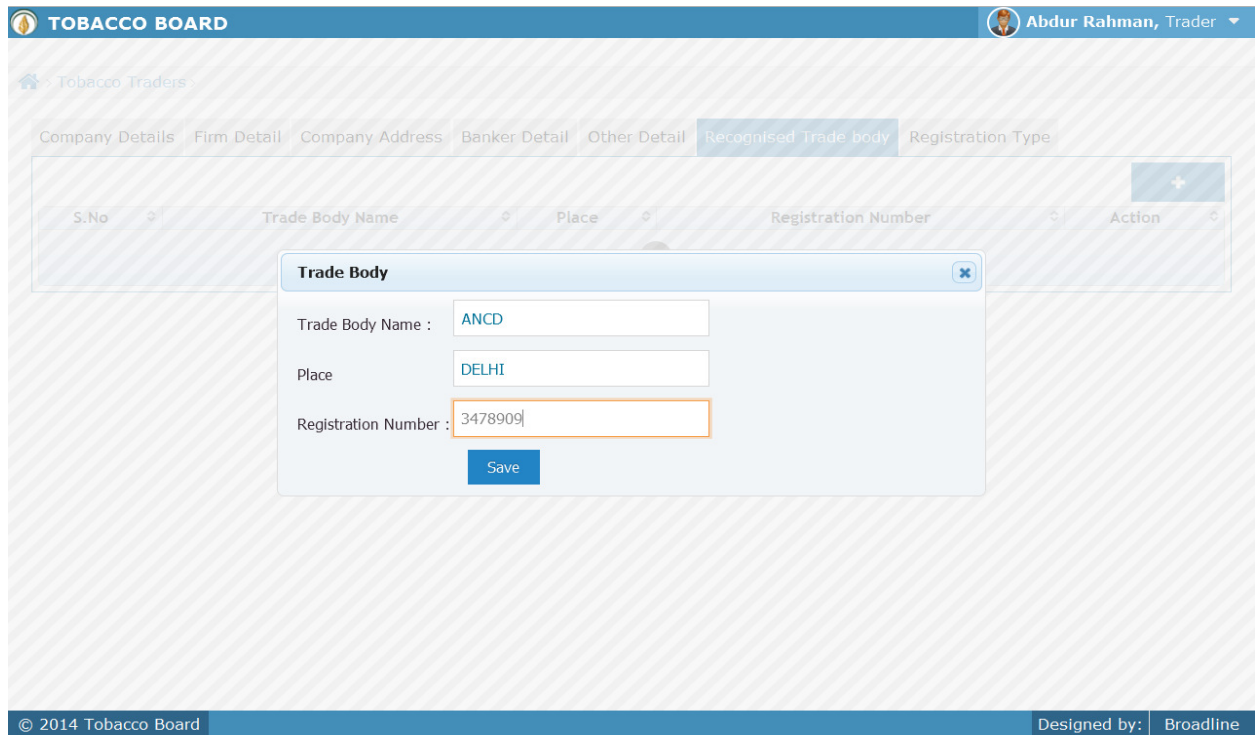 TOBACCO BOARD
Abdur Rahman, Trader
Tobacco Traders
Company Details Firm Detail Company Address Banker Detail Other Detail Recognised Trade body Registration Type
+
S.No Trade Body Name Place Registration Number Action
Trade Body
Trade Body Name : ANCD
Place DELHI
Registration Number : 3478909
Save
© 2014 Tobacco Board Designed by: Broadline